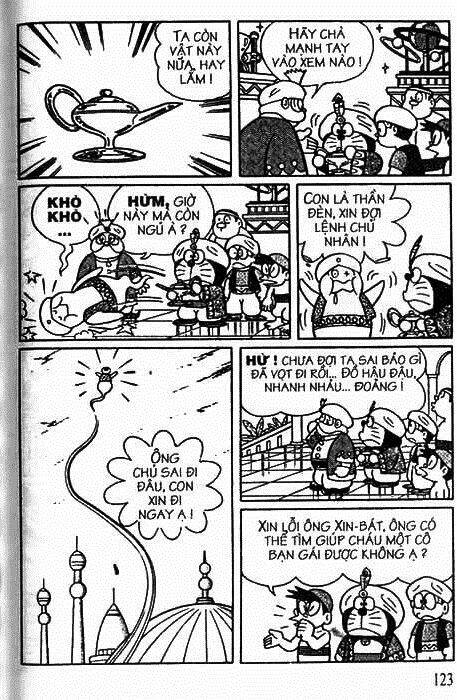 TA CÒN
VẬT NÀY
NỮA, HAY
LẮM !
HÃY CHÀ
MẠNH TAY
VÀO XEM NÀO !
KHÒ
KHÒ,
...
HỪM, GIỜ
NÀY MÀ CÒN
NGỦ À ?
CON LÀ THẦN
ĐÈN, XIN ĐỢI
LỆNH CHỦ
NHÂN !
ÔNG
CHỦ SAI ĐI
ĐÂU, CON
XIN ĐI
NGAY Ạ !
HỪ ! CHƯA ĐỢI TA SAI BẢO GÌ
ĐÃ VỌT ĐI RỒI... ĐỒ HẬU ĐẬU,
NHANH NHẢU... ĐOẢNG !
XIN LỖI ÔNG XIN-BÁT, ÔNG CÓ
THỂ TÌM GIÚP CHÁU MỘT CÔ
BẠN GÁI ĐƯỢC KHÔNG Ạ ?
123